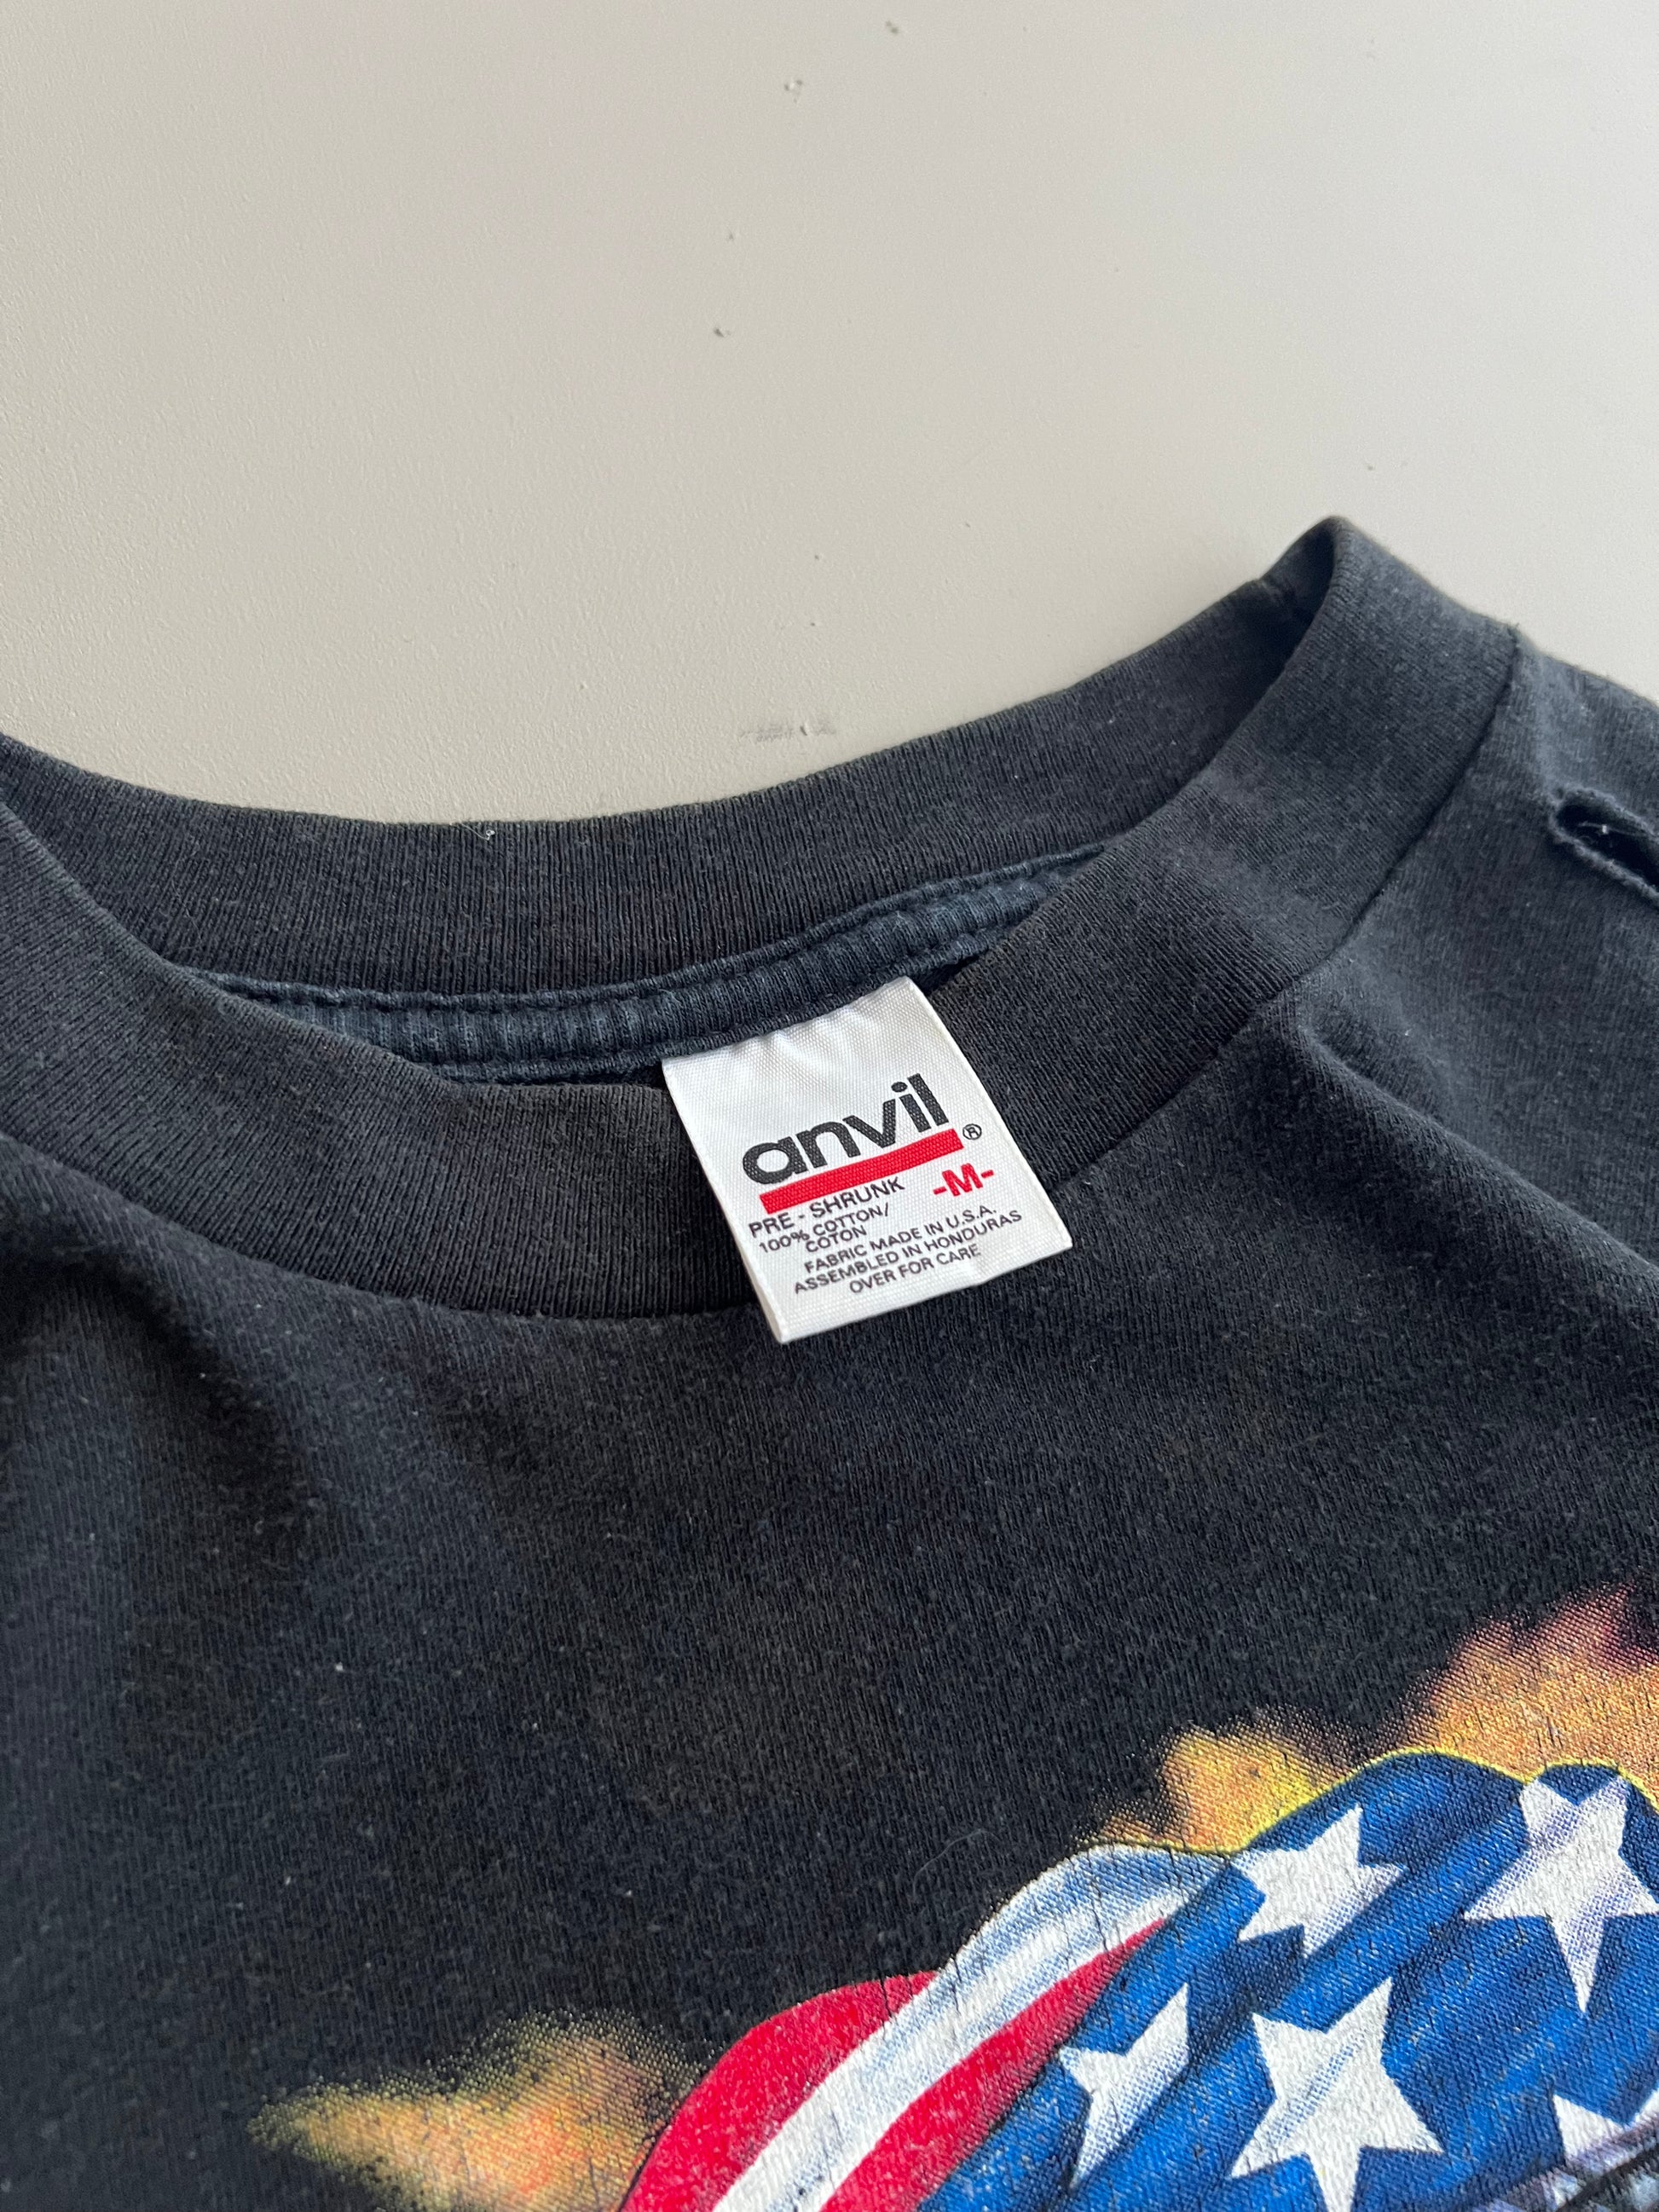 anvil®
-M-
PRE - SHRUNK
100% COTTON/
COTON
FABRIC MADE IN U.S.A.
ASSEMBLED IN HONDURAS
OVER FOR CARE